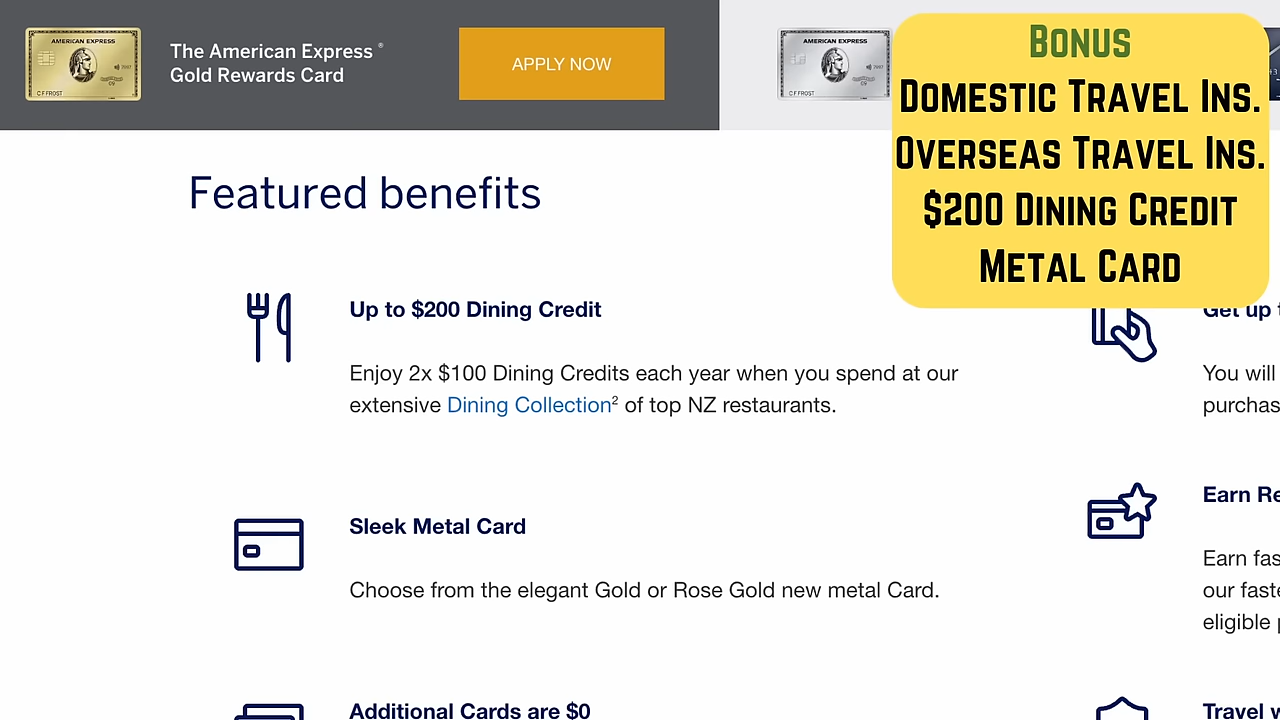 AMERICAN EXPRESS
C F FROST
The American Express ®
Gold Rewards Card
APPLY NOW
AMERICAN EXPRESS
C F FROST
Bonus
Domestic Travel Ins.
Overseas Travel Ins.
$200 Dining Credit
Metal Card
Featured benefits
Up to $200 Dining Credit
Enjoy 2x $100 Dining Credits each year when you spend at our
extensive Dining Collection² of top NZ restaurants.
Sleek Metal Card
Choose from the elegant Gold or Rose Gold new metal Card.
Additional Cards are $0
Get up
You will
purchas
Earn Re
Earn fas
our faste
eligible
Travel